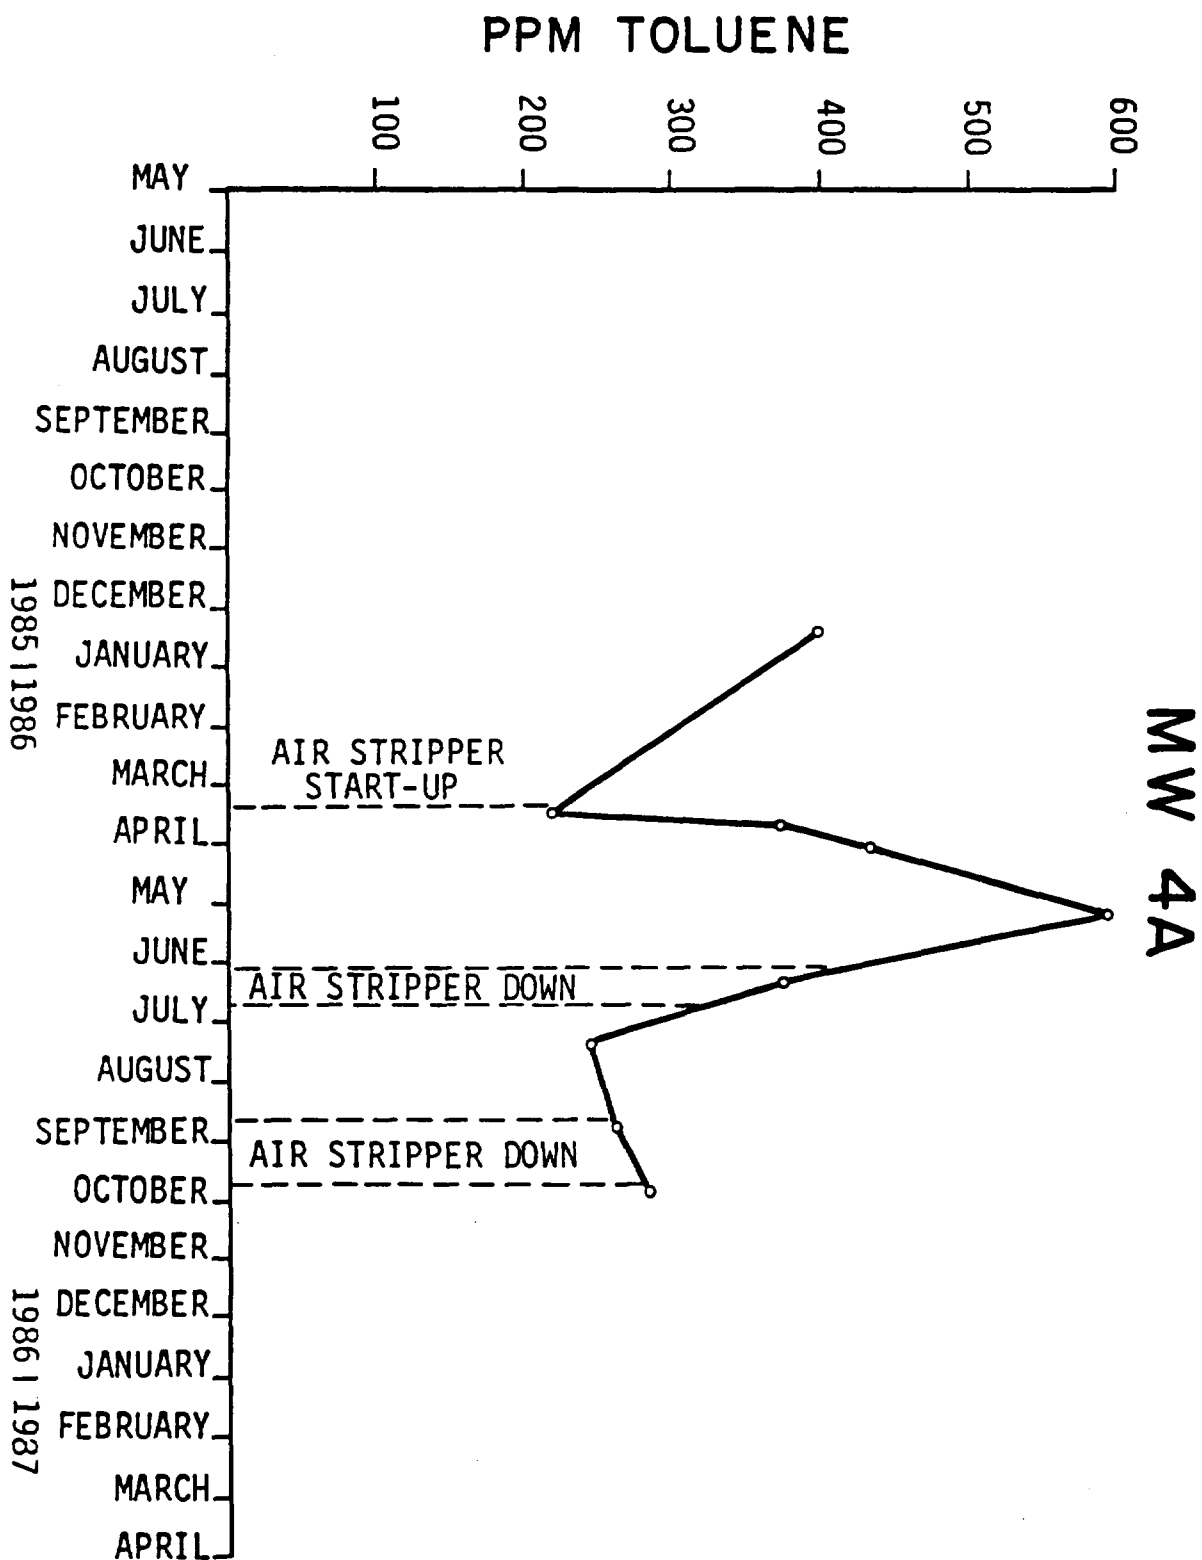 PPM TOLUENE
100
200
300
400
500
600
MW 4A
MAY
JUNE
JULY
AUGUST
SEPTEMBER
OCTOBER
NOVEMBER
DECEMBER
1985 | 1986
JANUARY
FEBRUARY
AIR STRIPPER
START-UP
MARCH
APRIL
MAY
JUNE
AIR STRIPPER DOWN
JULY
AUGUST
SEPTEMBER
AIR STRIPPER DOWN
OCTOBER
NOVEMBER
DECEMBER
1986 | 1987
JANUARY
FEBRUARY
MARCH
APRIL